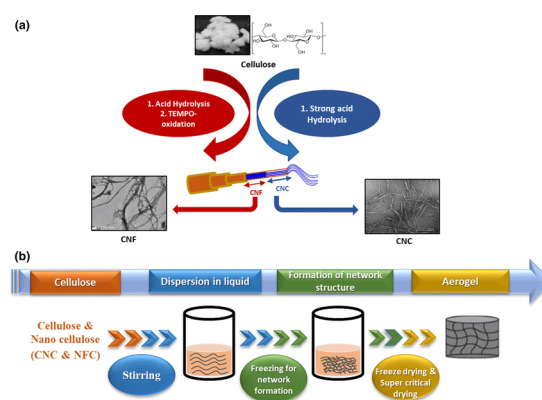 (a)
Cellulose
1. Acid Hydrolysis
2. TEMPO-
oxidation
1. Strong acid
Hydrolysis
CNF
CNC
CNF
CNC
(b)
Cellulose
Dispersion in liquid
Formation of network
structure
Aerogel
Cellulose &
Nano cellulose
(CNC & NFC)
Stirring
Freezing for
network
formation
Freeze drying &
Super critical
drying